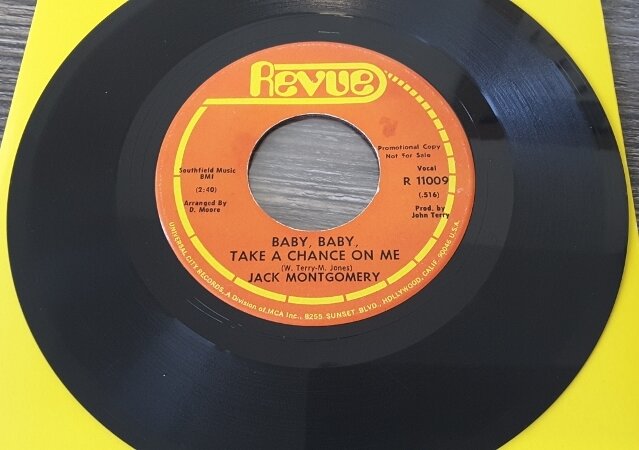 Revue
Promotional Copy
Not For Sale
Southfield Music
BMI
(2:40)
Arranged By
D. Moore
Vocal
R 11009
(.516)
Prod. by
John Terry
BABY, BABY,
TAKE A CHANCE ON ME
(W. Terry-M. Jones)
JACK MONTGOMERY
UNIVERSAL CITY RECORDS, A Division of MCA Inc., 8255 SUNSET BLVD., HOLLYWOOD, CALIF. 90046 U.S.A.